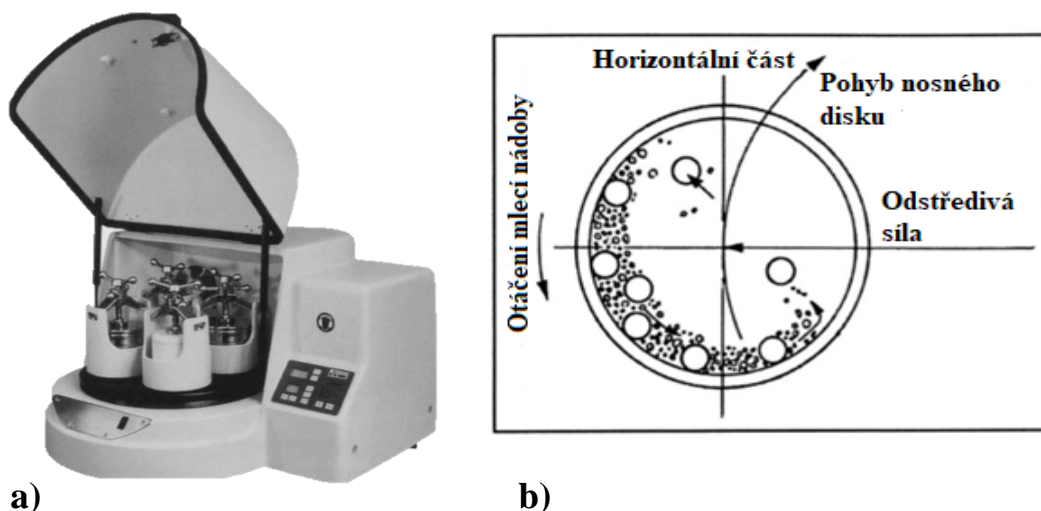 Horizontální část
Pohyb nosného
disku
Otáčení mlecí nádoby
Odstředivá
síla
a)
b)